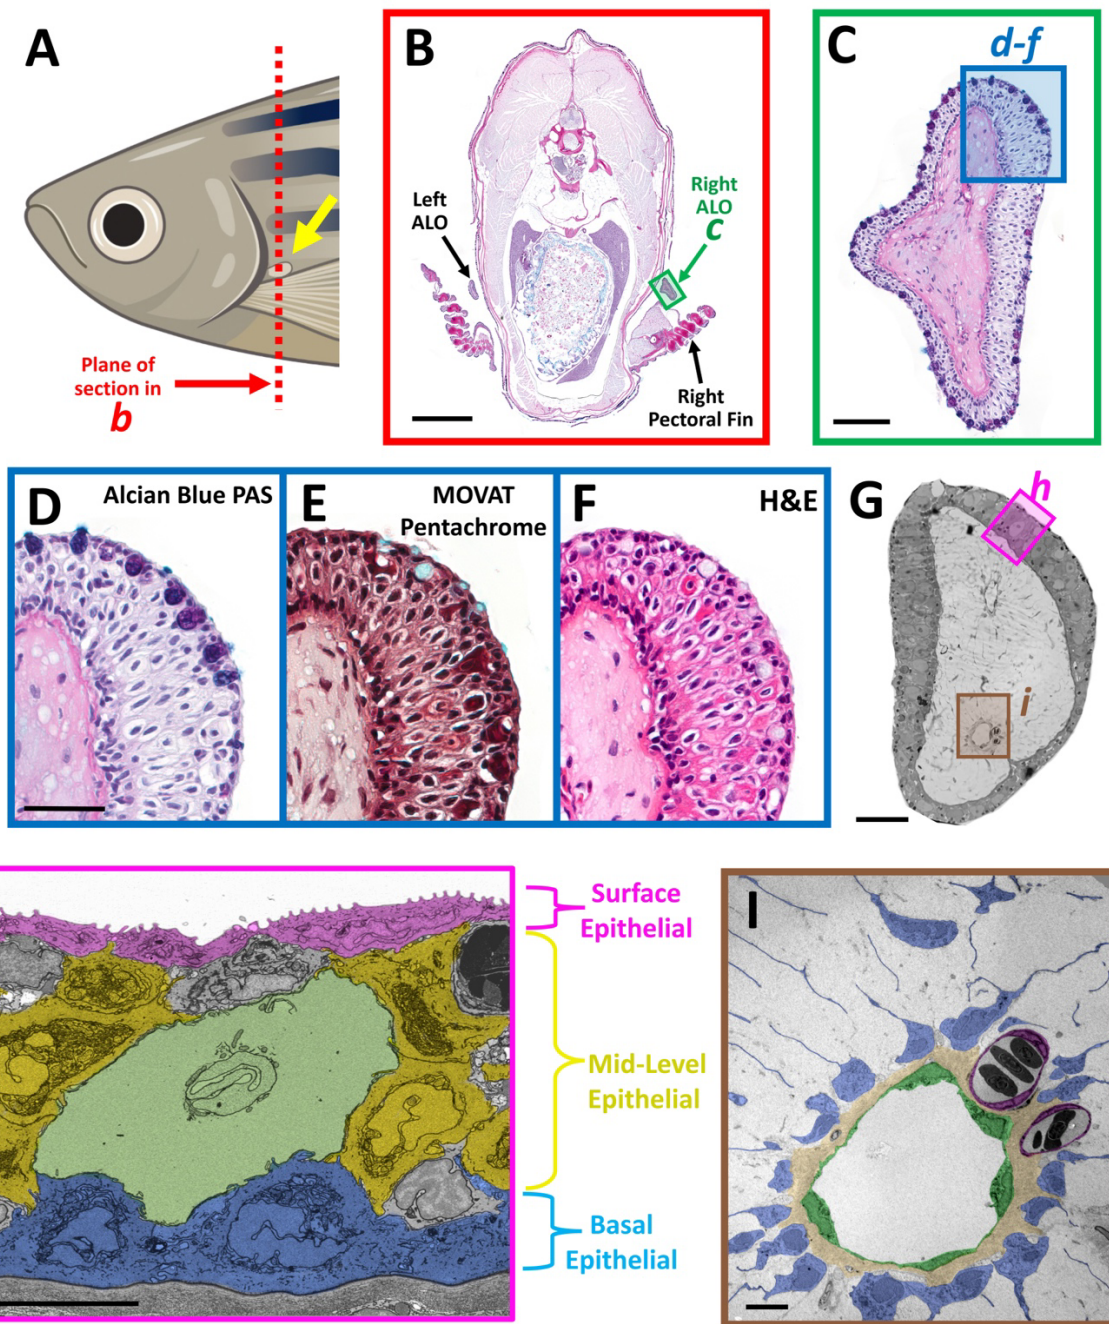 A
Plane of
section in
b
B
Left
ALO
Right
ALO
c
Right
Pectoral Fin
C
d-f
D
Alcian Blue PAS
E
MOVAT
Pentachrome
F
H&E
G
h
i
Surface
Epithelial
Mid-Level
Epithelial
Basal
Epithelial
I